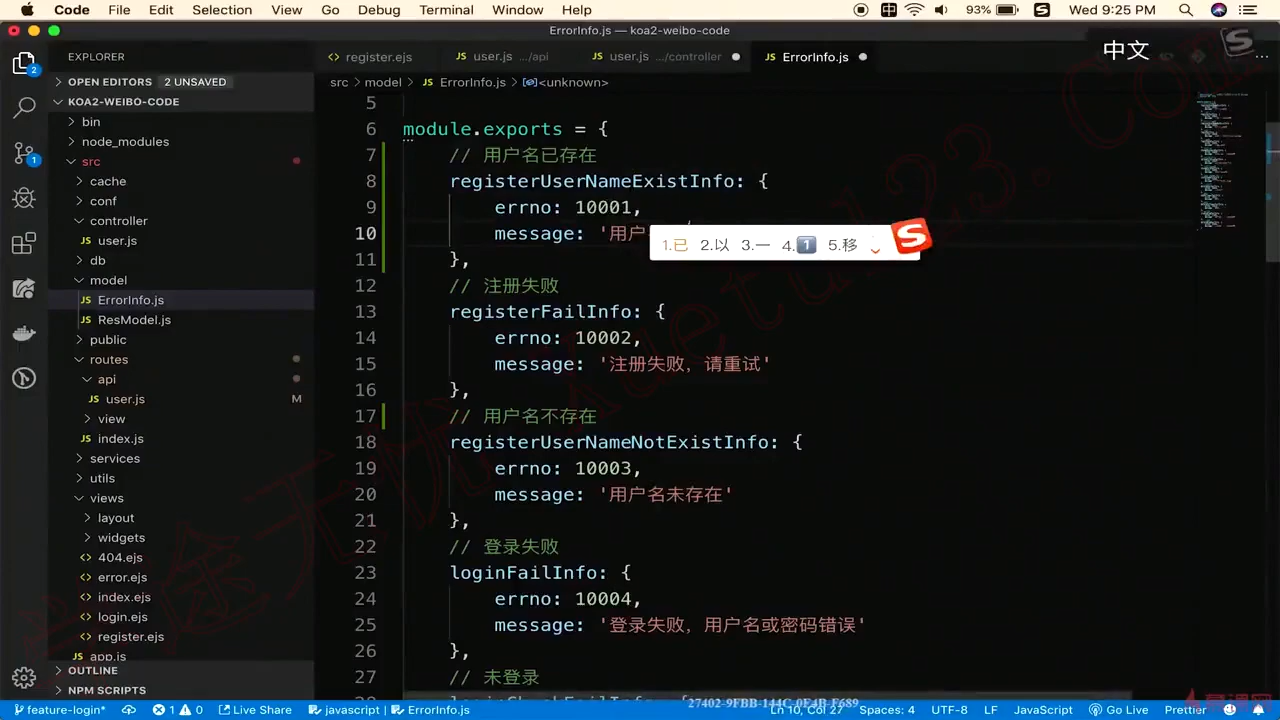 Code File Edit Selection View Go Debug Terminal Window Help 中 93% Wed 9:25 PM
ErrorInfo.js — koa2-weibo-code
中文
EXPLORER
register.ejs user.js .../api user.js .../controller ErrorInfo.js
OPEN EDITORS 2 UNSAVED
src > model > JS ErrorInfo.js > <unknown>
KOA2-WEIBO-CODE
bin
node_modules
src
cache
conf
controller
JS user.js
db
model
JS ErrorInfo.js
JS ResModel.js
public
routes
api
JS user.js M
view
JS index.js
services
utils
views
layout
widgets
404.ejs
error.ejs
index.ejs
login.ejs
register.ejs
app.js
OUTLINE
NPM SCRIPTS
5
6 module.exports = {
7 // 用户名已存在
8 registerUserNameExistInfo: {
9 errno: 10001,
10 message: '用户
1.已 2.以 3.一 4.1️⃣ 5.移
11 },
12 // 注册失败
13 registerFailInfo: {
14 errno: 10002,
15 message: '注册失败，请重试'
16 },
17 // 用户名不存在
18 registerUserNameNotExistInfo: {
19 errno: 10003,
20 message: '用户名未存在'
21 },
22 // 登录失败
23 loginFailInfo: {
24 errno: 10004,
25 message: '登录失败，用户名或密码错误'
26 },
27 // 未登录
feature-login* 1 0 Live Share javascript | ErrorInfo.js Ln 10, Col 27 Spaces: 4 UTF-8 LF JavaScript Go Live Prettier